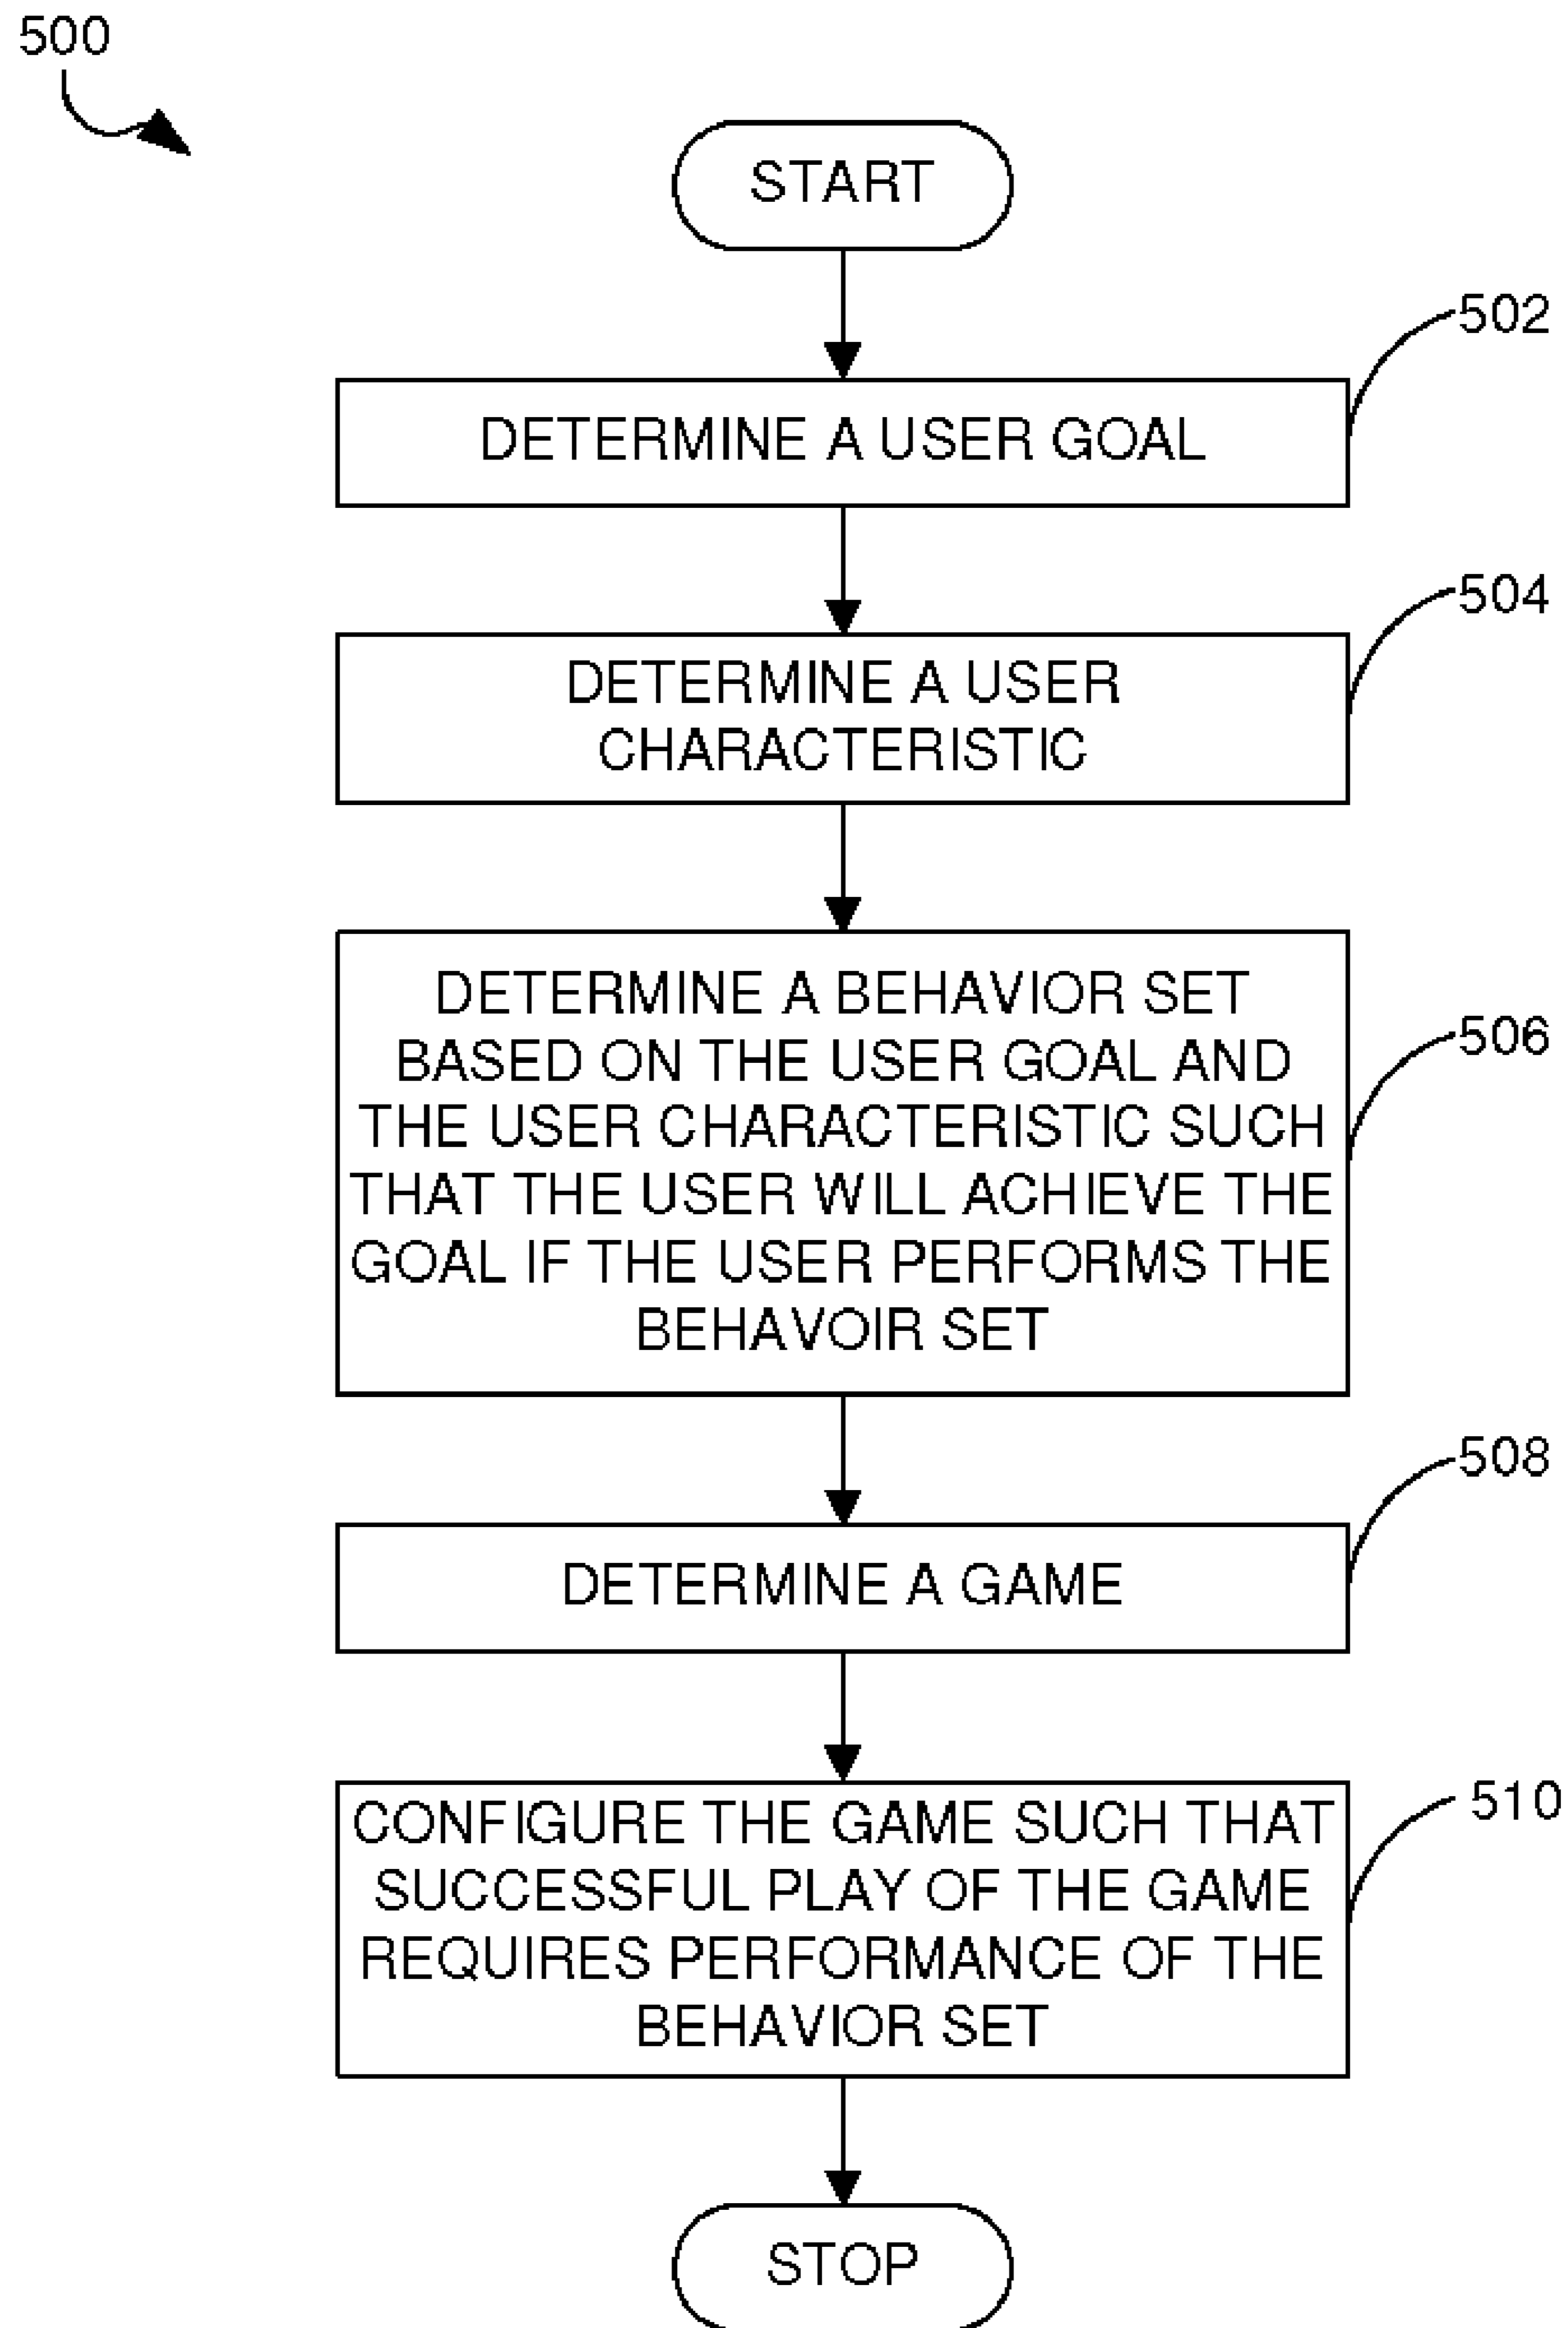 500
START
502
DETERMINE A USER GOAL
504
DETERMINE A USER
CHARACTERISTIC
DETERMINE A BEHAVIOR SET
BASED ON THE USER GOAL AND
THE USER CHARACTERISTIC SUCH
THAT THE USER WILL ACHIEVE THE
GOAL IF THE USER PERFORMS THE
BEHAVOIR SET
506
508
DETERMINE A GAME
510
CONFIGURE THE GAME SUCH THAT
SUCCESSFUL PLAY OF THE GAME
REQUIRES PERFORMANCE OF THE
BEHAVIOR SET
STOP